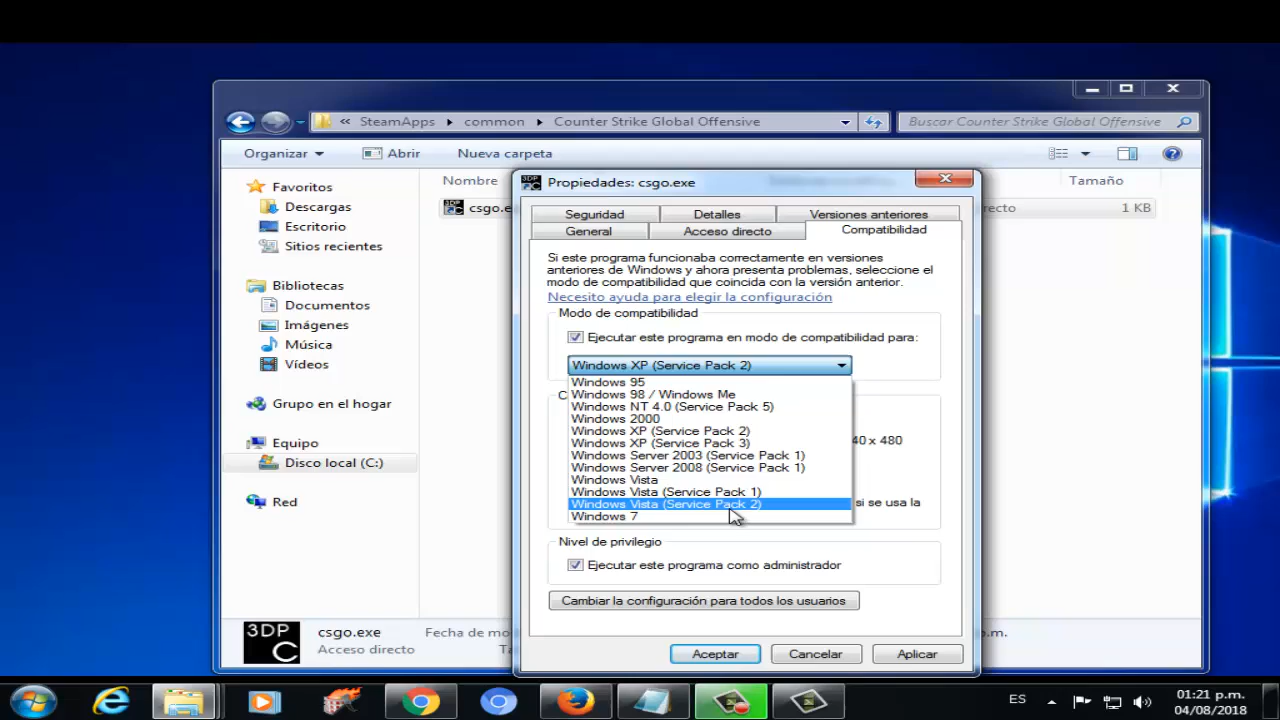 « SteamApps ▸ common ▸ Counter Strike Global Offensive
Buscar Counter Strike Global Offensive
Organizar
Abrir
Nueva carpeta
Nombre
Tamaño
Favoritos
Descargas
Escritorio
Sitios recientes
Bibliotecas
Documentos
Imágenes
Música
Vídeos
Grupo en el hogar
Equipo
Disco local (C:)
Red
csgo.e
1 KB
Propiedades: csgo.exe
Seguridad
Detalles
Versiones anteriores
General
Acceso directo
Compatibilidad
Si este programa funcionaba correctamente en versiones
anteriores de Windows y ahora presenta problemas, seleccione el
modo de compatibilidad que coincida con la versión anterior.
Necesito ayuda para elegir la configuración
Modo de compatibilidad
Ejecutar este programa en modo de compatibilidad para:
Windows XP (Service Pack 2)
Windows 95
Windows 98 / Windows Me
Windows NT 4.0 (Service Pack 5)
Windows 2000
Windows XP (Service Pack 2)
Windows XP (Service Pack 3)
Windows Server 2003 (Service Pack 1)
Windows Server 2008 (Service Pack 1)
Windows Vista
Windows Vista (Service Pack 1)
Windows Vista (Service Pack 2)
Windows 7
40 x 480
si se usa la
Nivel de privilegio
Ejecutar este programa como administrador
Cambiar la configuración para todos los usuarios
Aceptar
Cancelar
Aplicar
3DP
C
csgo.exe
Fecha de mo
Acceso directo
.m.
ES
01:21 p.m.
04/08/2018